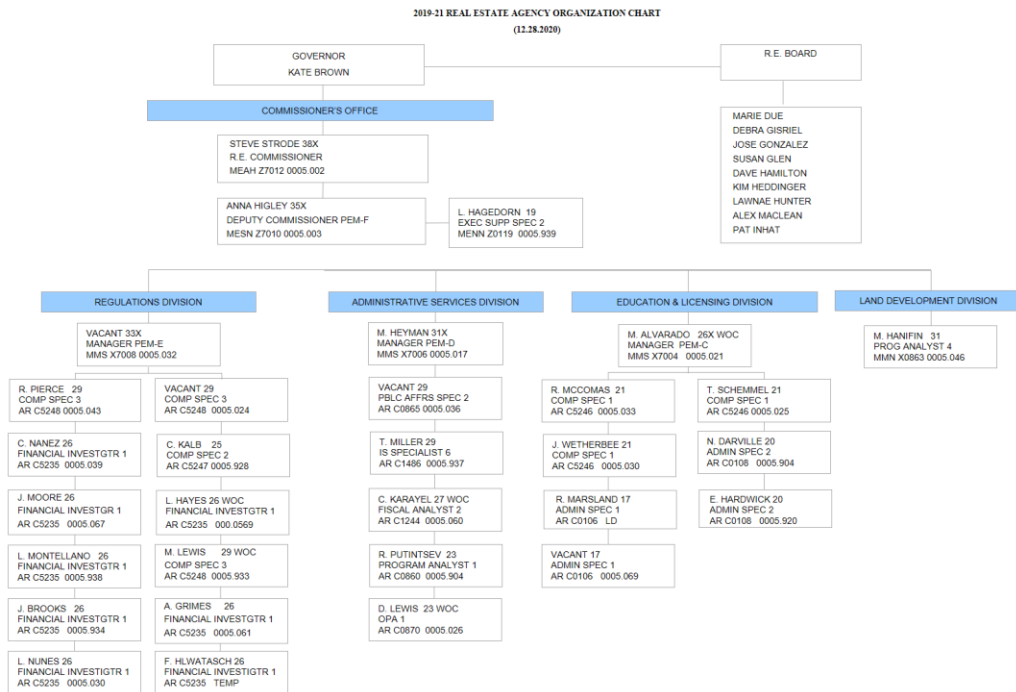 2019-21 REAL ESTATE AGENCY ORGANIZATION CHART
(12.28.2020)
GOVERNOR
KATE BROWN
R.E. BOARD
COMMISSIONER'S OFFICE
MARIE DUE
DEBRA GISRIEL
JOSE GONZALEZ
SUSAN GLEN
DAVE HAMILTON
KIM HEDDINGER
LAWNAE HUNTER
ALEX MACLEAN
PAT INHAT
STEVE STRODE 38X
R.E. COMMISSIONER
MEAH Z7012 0005.002
ANNA HIGLEY 35X
DEPUTY COMMISSIONER PEM-F
MESN Z7010 0005.003
L. HAGEDORN 19
EXEC SUPP SPEC 2
MENN Z0119 0005.939
REGULATIONS DIVISION
VACANT 33X
MANAGER PEM-E
MMS X7008 0005.032
R. PIERCE 29
COMP SPEC 3
AR C5248 0005.043
C. NANEZ 26
FINANCIAL INVESTGTR 1
AR C5235 0005.039
J. MOORE 26
FINANCIAL INVESTGR 1
AR C5235 0005.067
L. MONTELLANO 26
FINANCIAL INVESTGTR 1
AR C5235 0005.938
J. BROOKS 26
FINANCIAL INVESTGTR 1
AR C5235 0005.934
L. NUNES 26
FINANCIAL INVESTIGTR 1
AR C5235 0005.030
VACANT 29
COMP SPEC 3
AR C5248 0005.024
C. KALB 25
COMP SPEC 2
AR C5247 0005.928
L. HAYES 26 WOC
FINANCIAL INVESTGTR 1
AR C5235 000.0569
M. LEWIS 29 WOC
COMP SPEC 3
AR C5248 0005.933
A. GRIMES 26
FINANCIAL INVESTGTR 1
AR C5235 0005.061
F. HLWATASCH 26
FINANCIAL INVESTIGTR 1
AR C5235 TEMP
ADMINISTRATIVE SERVICES DIVISION
M. HEYMAN 31X
MANAGER PEM-D
MMS X7006 0005.017
VACANT 29
PBLC AFFRS SPEC 2
AR C0865 0005.036
T. MILLER 29
IS SPECIALIST 6
AR C1486 0005.937
C. KARAYEL 27 WOC
FISCAL ANALYST 2
AR C1244 0005.060
R. PUTINTSEV 23
PROGRAM ANALYST 1
AR C0860 0005.904
D. LEWIS 23 WOC
OPA 1
AR C0870 0005.026
EDUCATION & LICENSING DIVISION
M. ALVARADO 26X WOC
MANAGER PEM-C
MMS X7004 0005.021
R. MCCOMAS 21
COMP SPEC 1
AR C5246 0005.033
J. WETHERBEE 21
COMP SPEC 1
AR C5246 0005.030
R. MARSLAND 17
ADMIN SPEC 1
AR C0106 LD
VACANT 17
ADMIN SPEC 1
AR C0106 0005.069
T. SCHEMMEL 21
COMP SPEC 1
AR C5246 0005.025
N. DARVILLE 20
ADMIN SPEC 2
AR C0108 0005.904
E. HARDWICK 20
ADMIN SPEC 2
AR C0108 0005.920
LAND DEVELOPMENT DIVISION
M. HANIFIN 31
PROG ANALYST 4
MMN X0863 0005.046